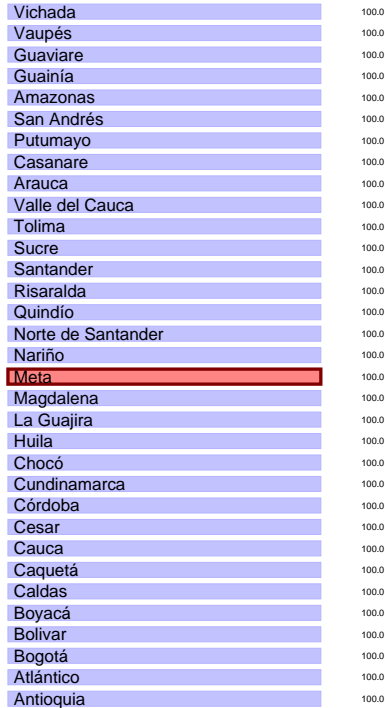 Vichada 100.0
Vaupés 100.0
Guaviare 100.0
Guainía 100.0
Amazonas 100.0
San Andrés 100.0
Putumayo 100.0
Casanare 100.0
Arauca 100.0
Valle del Cauca 100.0
Tolima 100.0
Sucre 100.0
Santander 100.0
Risaralda 100.0
Quindío 100.0
Norte de Santander 100.0
Nariño 100.0
Meta 100.0
Magdalena 100.0
La Guajira 100.0
Huila 100.0
Chocó 100.0
Cundinamarca 100.0
Córdoba 100.0
Cesar 100.0
Cauca 100.0
Caquetá 100.0
Caldas 100.0
Boyacá 100.0
Bolivar 100.0
Bogotá 100.0
Atlántico 100.0
Antioquia 100.0